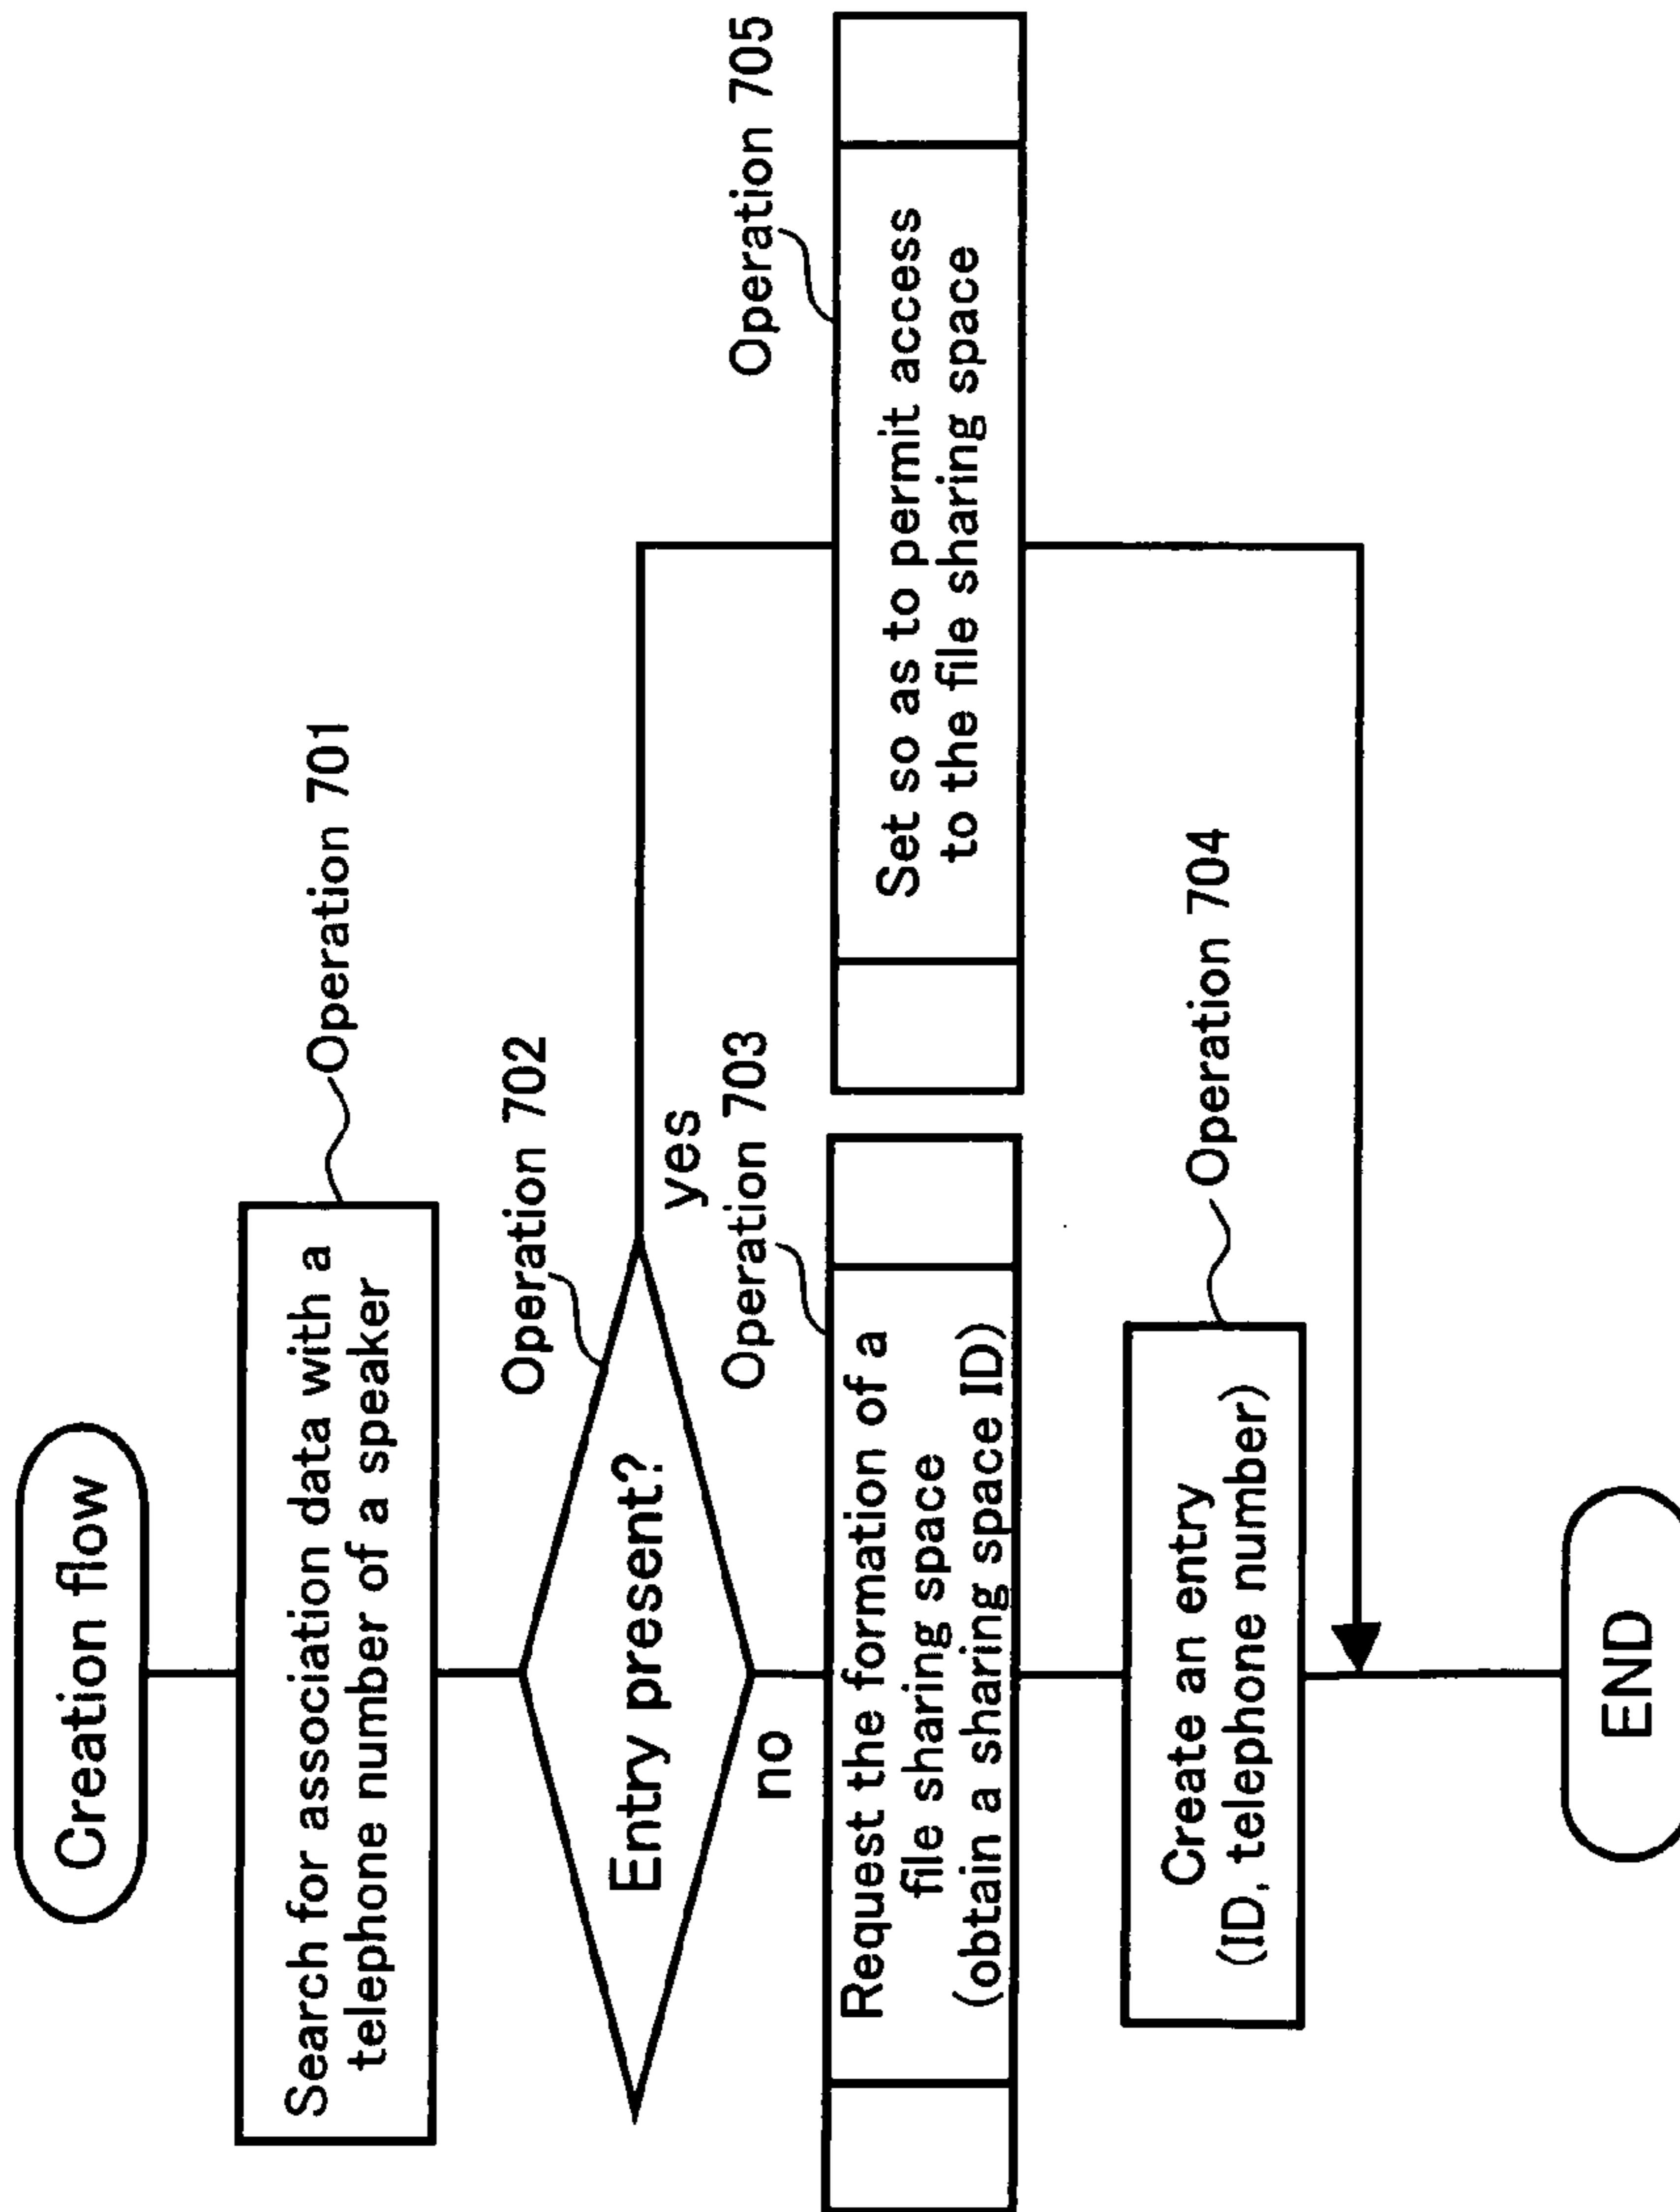 Creation flow
Operation 701
Search for association data with a
telephone number of a speaker
Operation 702
Entry present?
yes
no
Operation 703
Request the formation of a
file sharing space
(obtain a sharing space ID)
Operation 705
Set so as to permit access
to the file sharing space
Operation 704
Create an entry
(ID, telephone number)
END